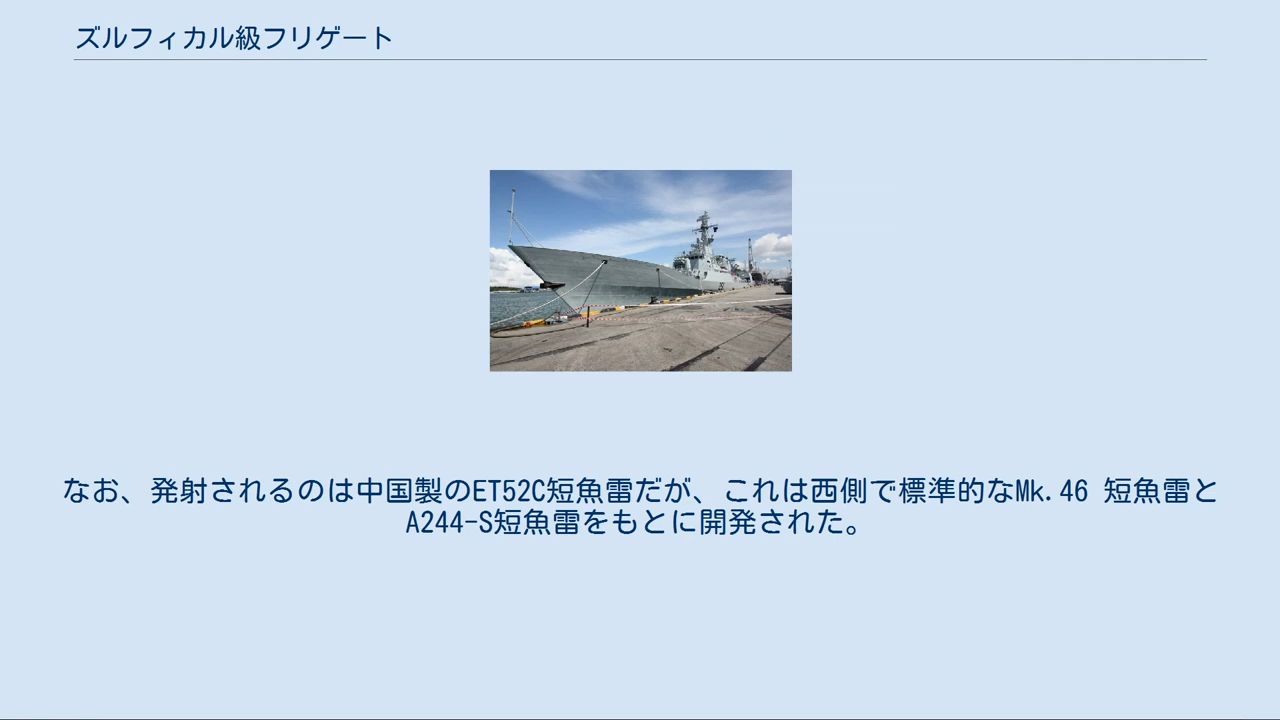 ズルフィカル級フリゲート
なお、発射されるのは中国製のET52C短魚雷だが、これは西側で標準的なMk.46 短魚雷と
A244-S短魚雷をもとに開発された。